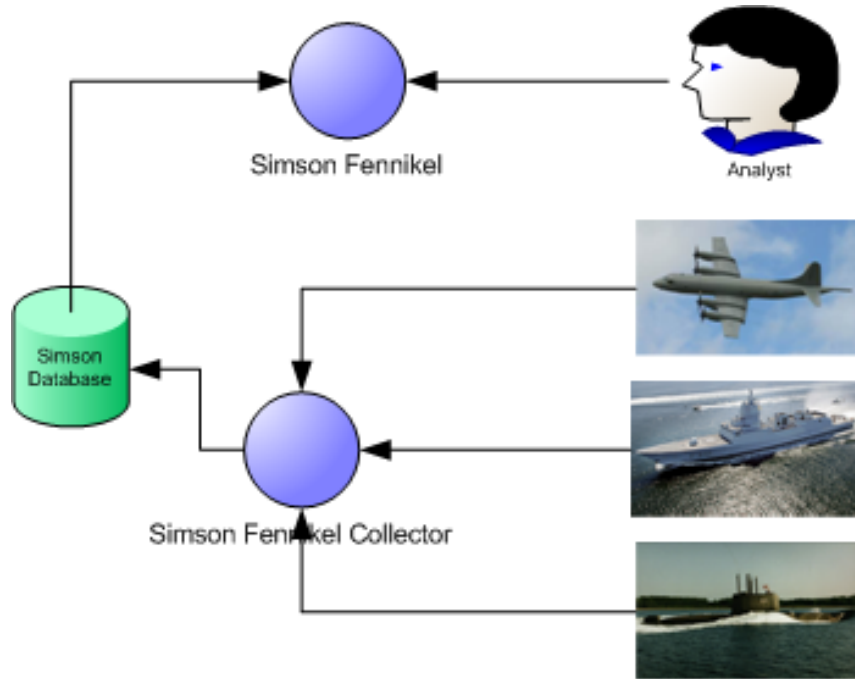 Simson Fennikel
Analyst
Simson
Database
Simson Fennikel Collector